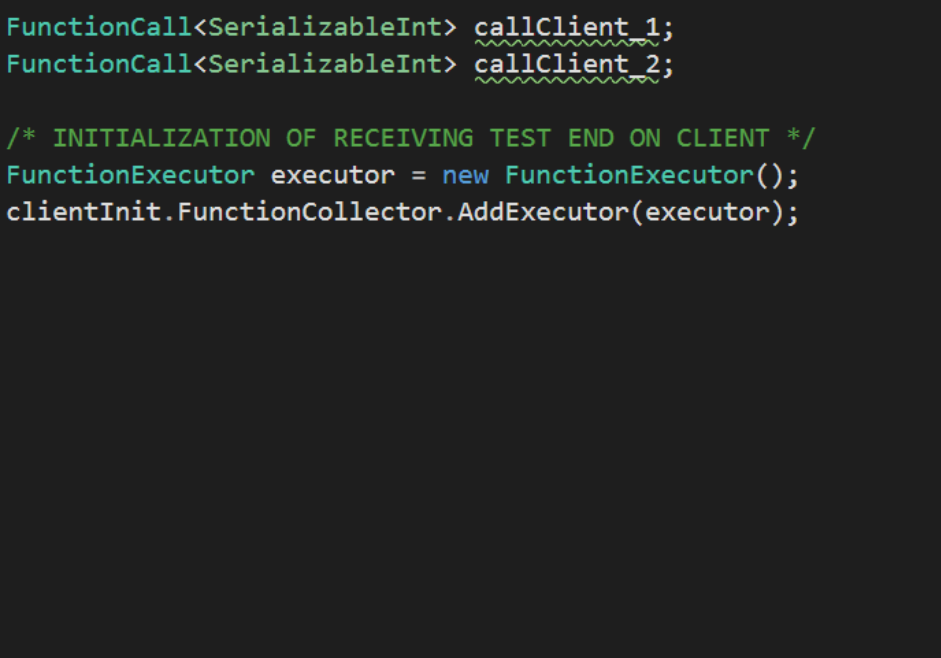 FunctionCall<SerializableInt> callClient_1;
FunctionCall<SerializableInt> callClient_2;
/* INITIALIZATION OF RECEIVING TEST END ON CLIENT */
FunctionExecutor executor = new FunctionExecutor();
clientInit.FunctionCollector.AddExecutor(executor);